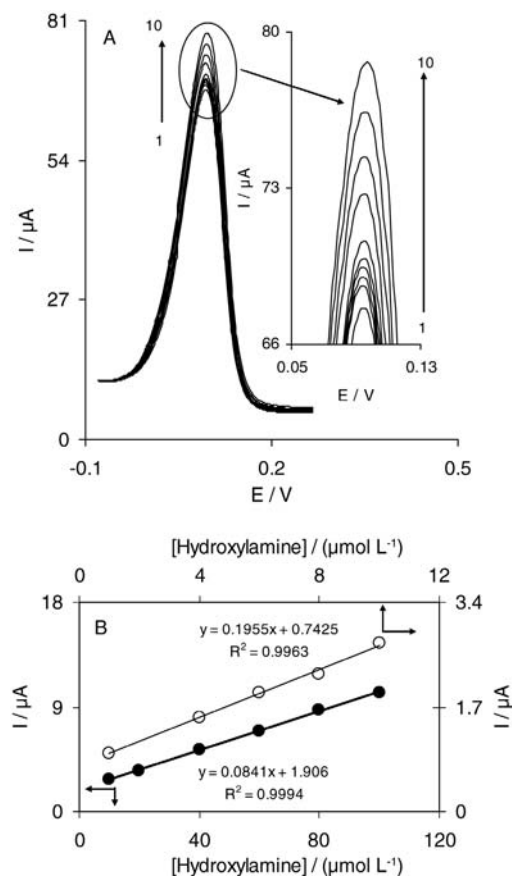 A
I / μA
81
54
27
0
-0.1
0.2
0.5
E / V
10
1
80
73
66
I / μA
0.05
0.13
E / V
10
1
[Hydroxylamine] / (μmol L⁻¹)
0
4
8
12
B
18
9
0
I / μA
3.4
1.7
0
I / μA
y = 0.1955x + 0.7425
R² = 0.9963
y = 0.0841x + 1.906
R² = 0.9994
0
40
80
120
[Hydroxylamine] / (μmol L⁻¹)